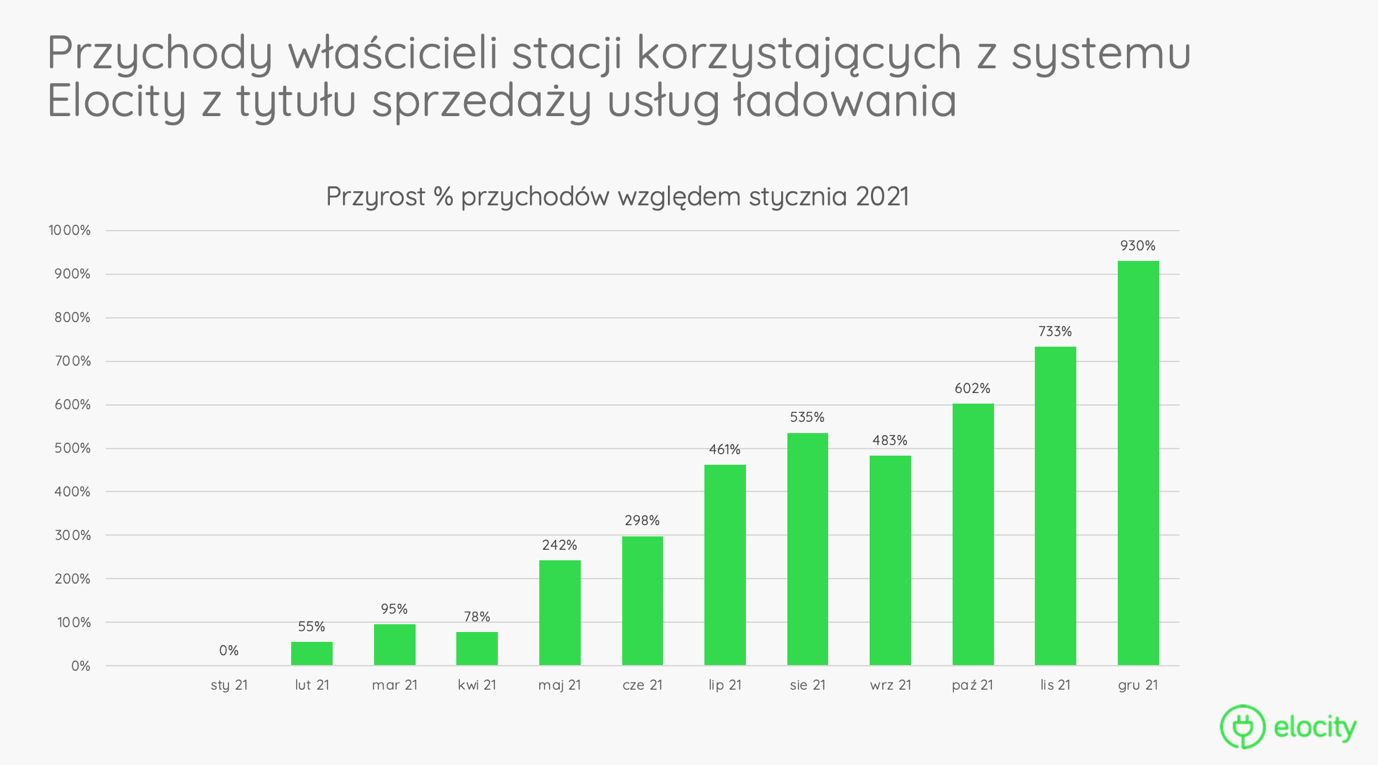 Przychody właścicieli stacji korzystających z systemu
Elocity z tytułu sprzedaży usług ładowania
Przyrost % przychodów względem stycznia 2021
1000%
900%
800%
700%
600%
500%
400%
300%
200%
100%
0%
0%
55%
95%
78%
242%
298%
461%
535%
483%
602%
733%
930%
sty 21
lut 21
mar 21
kwi 21
maj 21
cze 21
lip 21
sie 21
wrz 21
paź 21
lis 21
gru 21
elocity